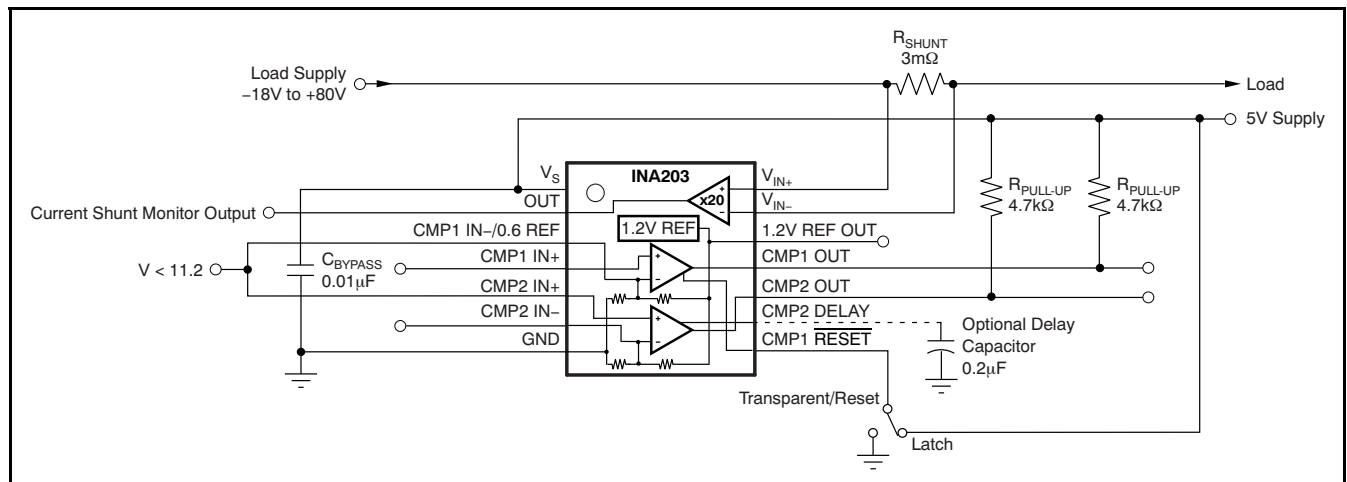 R_SHUNT
3mΩ
Load Supply
−18V to +80V
Load
5V Supply
V_S
INA203
V_IN+
OUT
x20
V_IN−
R_PULL-UP
4.7kΩ
R_PULL-UP
4.7kΩ
Current Shunt Monitor Output
CMP1 IN−/0.6 REF
1.2V REF
1.2V REF OUT
V < 11.2
C_BYPASS
0.01μF
CMP1 IN+
CMP1 OUT
CMP2 IN+
CMP2 OUT
CMP2 IN−
CMP2 DELAY
GND
CMP1 RESET
Optional Delay
Capacitor
0.2μF
Transparent/Reset
Latch